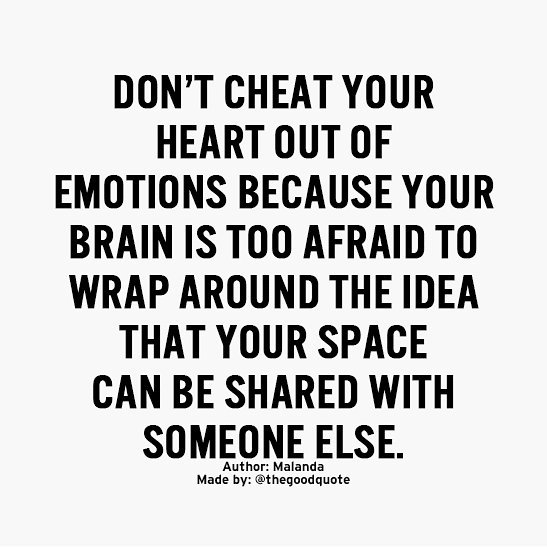 DON’T CHEAT YOUR
HEART OUT OF
EMOTIONS BECAUSE YOUR
BRAIN IS TOO AFRAID TO
WRAP AROUND THE IDEA
THAT YOUR SPACE
CAN BE SHARED WITH
SOMEONE ELSE.
Author: Malanda
Made by: @thegoodquote